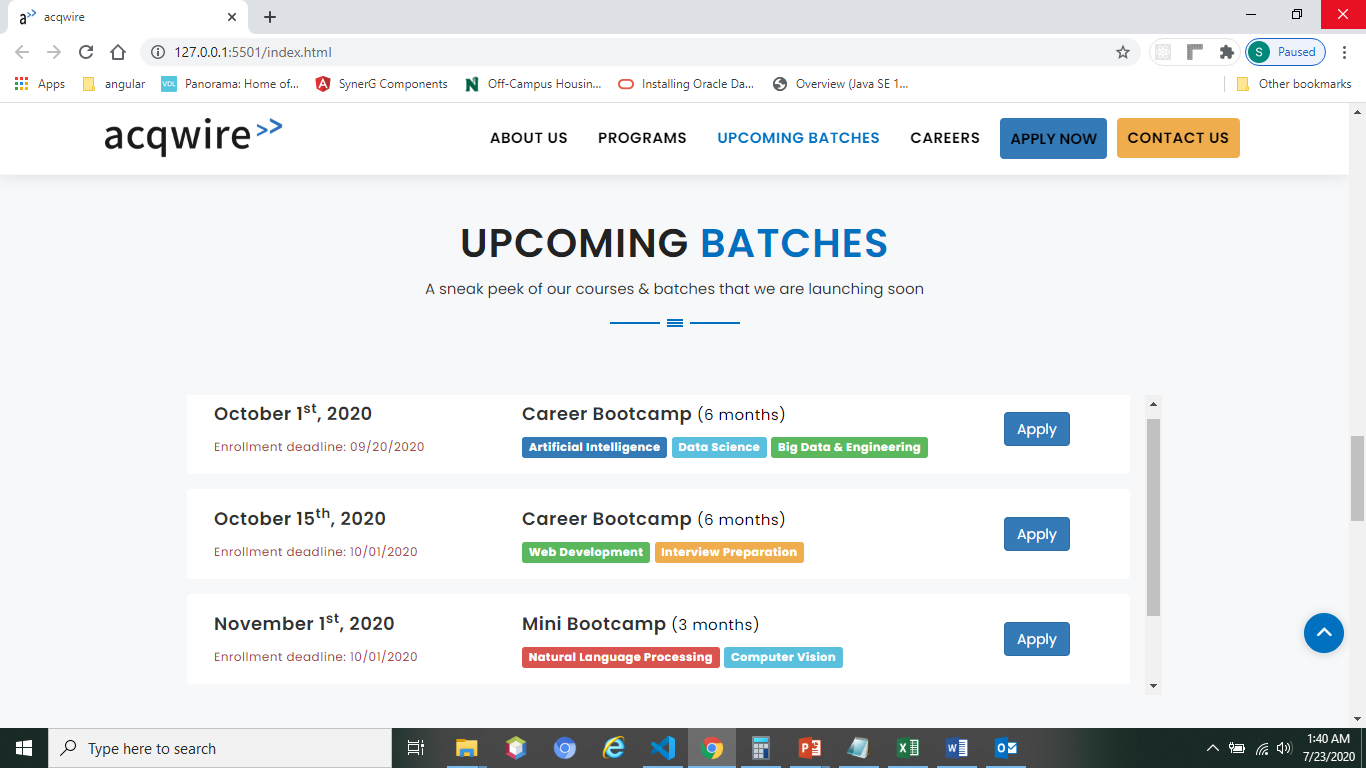 a>> acqwire
127.0.0.1:5501/index.html
S Paused
Apps angular VDL Panorama: Home of... SynerG Components N Off-Campus Housin... Installing Oracle Da... Overview (Java SE 1... Other bookmarks
acqwire >> ABOUT US PROGRAMS UPCOMING BATCHES CAREERS APPLY NOW CONTACT US
UPCOMING BATCHES
A sneak peek of our courses & batches that we are launching soon
October 1st, 2020 Career Bootcamp (6 months) Apply
Enrollment deadline: 09/20/2020 Artificial Intelligence Data Science Big Data & Engineering
October 15th, 2020 Career Bootcamp (6 months) Apply
Enrollment deadline: 10/01/2020 Web Development Interview Preparation
November 1st, 2020 Mini Bootcamp (3 months) Apply
Enrollment deadline: 10/01/2020 Natural Language Processing Computer Vision
Type here to search
1:40 AM
7/23/2020